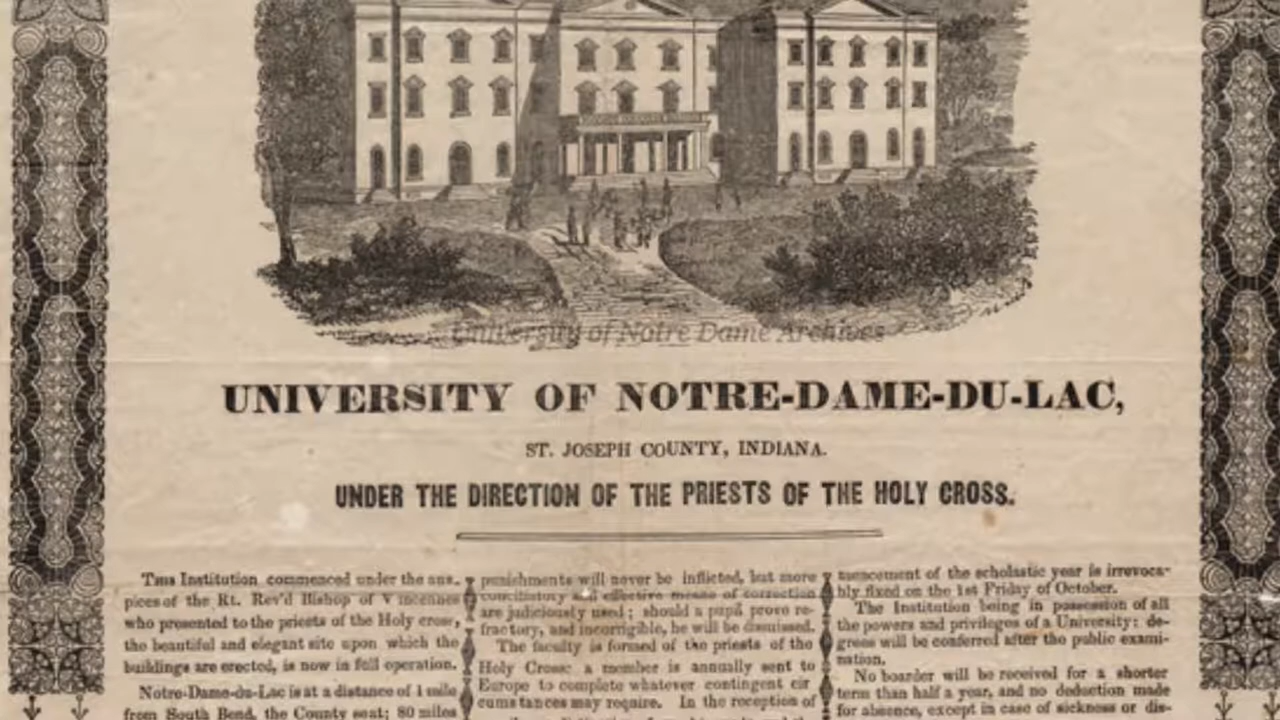 University of Notre Dame Archives
UNIVERSITY OF NOTRE-DAME-DU-LAC,
ST. JOSEPH COUNTY, INDIANA.
UNDER THE DIRECTION OF THE PRIESTS OF THE HOLY CROSS.
This Institution commenced under the aus-
pices of the Rt. Rev'd Bishop of Vincennes
who presented to the priests of the Holy cross,
the beautiful and elegant site upon which the
buildings are erected, is now in full operation.
Notre-Dame-du-Lac is at a distance of 1 mile
from South Bend, the County seat; 80 miles
punishments will never be inflicted, but more
conciliatory and effective means of correction
are judiciously used; should a pupil prove re-
fractory, and incorrigible, he will be dismissed.
The faculty is formed of the priests of the
Holy Cross: a member is annually sent to
Europe to complete whatever contingent cir
cumstances may require. In the reception of
mencement of the scholastic year is irrevoca-
bly fixed on the 1st Friday of October.
The Institution being in possession of all
the powers and privileges of a University: de-
grees will be conferred after the public exami-
nation.
No boarder will be received for a shorter
term than half a year, and no deduction made
for absence, except in case of sickness or dis-